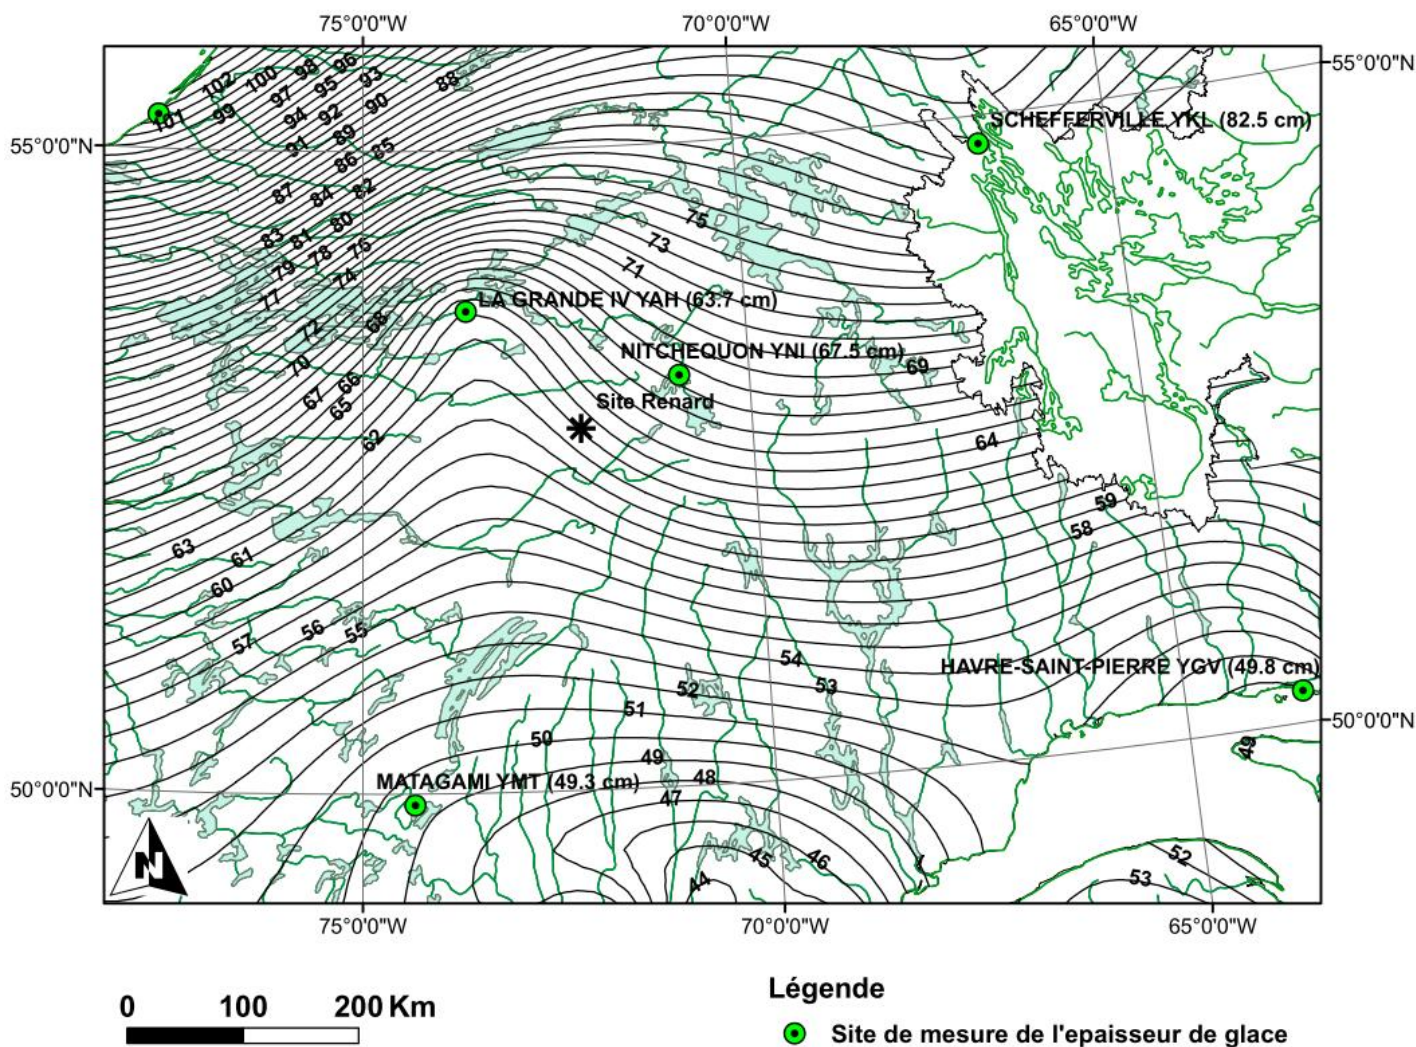 75°0'0"W 70°0'0"W 65°0'0"W
55°0'0"N
55°0'0"N
102 100 98 96
99 97 95 93 88
101 94 92 90
91 89
86 85
87 84 82
SCHEFFERVILLE YKL (82.5 cm)
83 81 80
79 78 76
77 74
75
73
71
72 68
LA GRANDE IV YAH (63.7 cm)
NITCHEQUON YNI (67.5 cm)
70 69
67 66
65
Site Renard
62 64
59
58
63 61
60
57 56 55
54
53
52
51
HAVRE-SAINT-PIERRE YGV (49.8 cm)
50°0'0"N
50
49
48
47
49
MATAGAMI YMT (49.3 cm)
50°0'0"N
N
46
45
44
52
53
75°0'0"W 70°0'0"W 65°0'0"W
Légende
0 100 200 Km
Site de mesure de l'epaisseur de glace